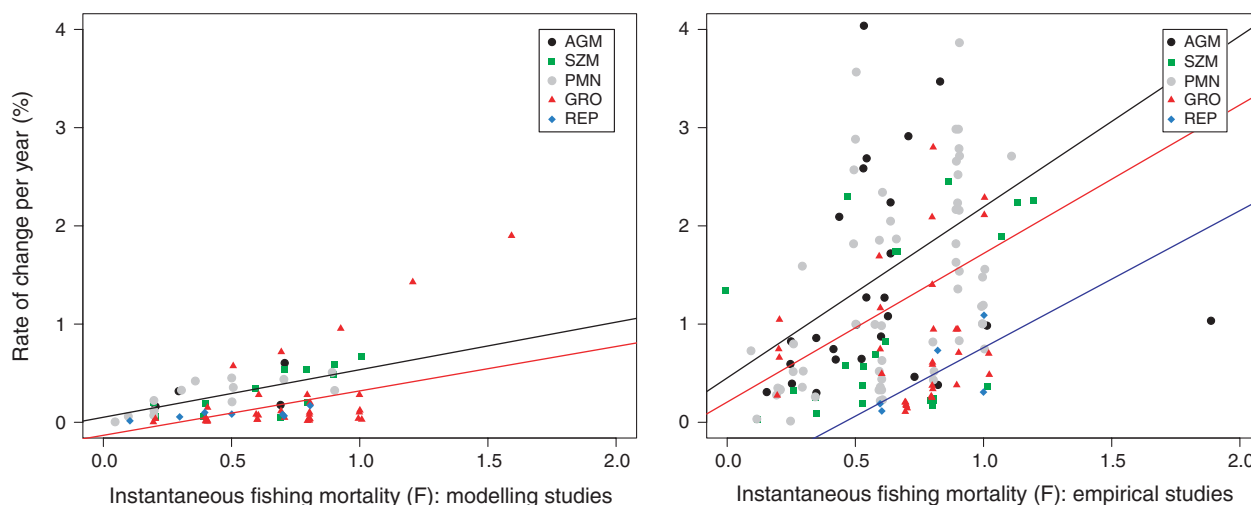 Rate of change per year (%)
4
3
2
1
0
0.0 0.5 1.0 1.5 2.0
AGM
SZM
PMN
GRO
REP
Instantaneous fishing mortality (F): modelling studies
4
3
2
1
0
0.0 0.5 1.0 1.5 2.0
AGM
SZM
PMN
GRO
REP
Instantaneous fishing mortality (F): empirical studies